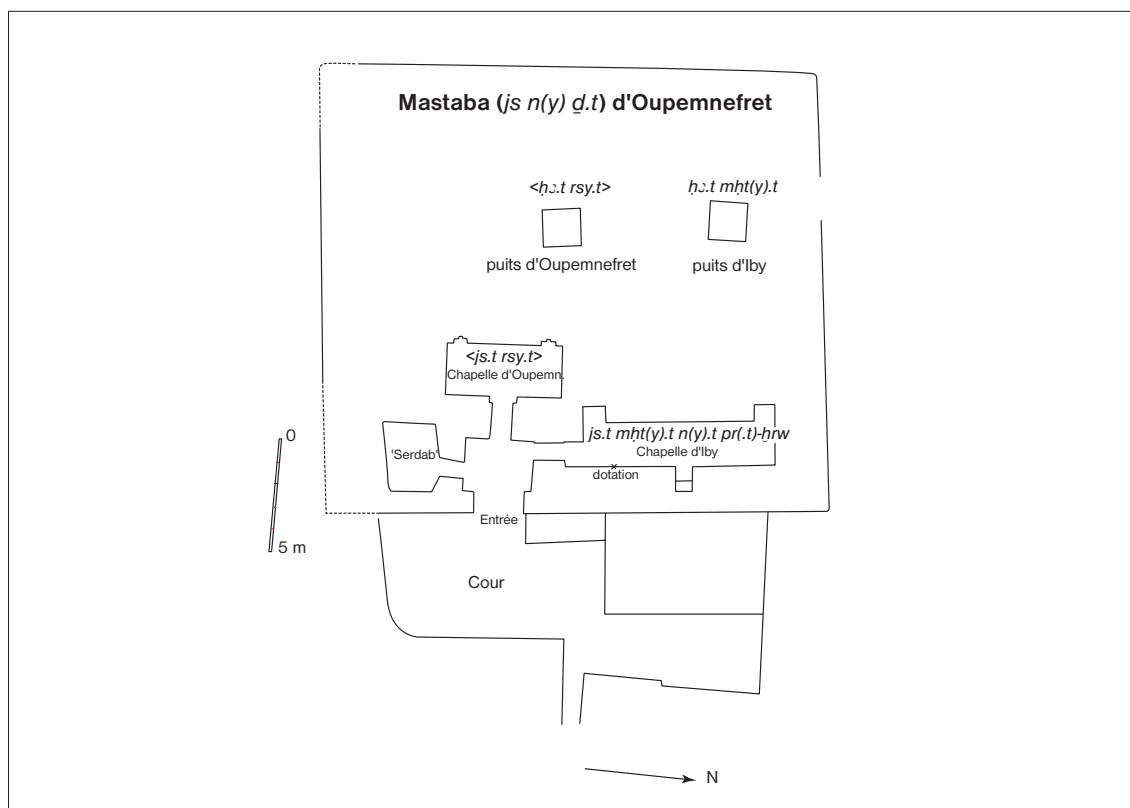 Mastaba (js n(y) ḏ.t) d'Oupemnefret
<ḥꜣ.t rsy.t>
ḥꜣ.t mḥt(y).t
puits d'Oupemnefret
puits d'Iby
<js.t rsy.t>
Chapelle d'Oupemn.
js.t mḥt(y).t n(y).t pr(.t)-ḫrw
Chapelle d'Iby
'Serdab'
dotation
0
5 m
Entrée
Cour
N